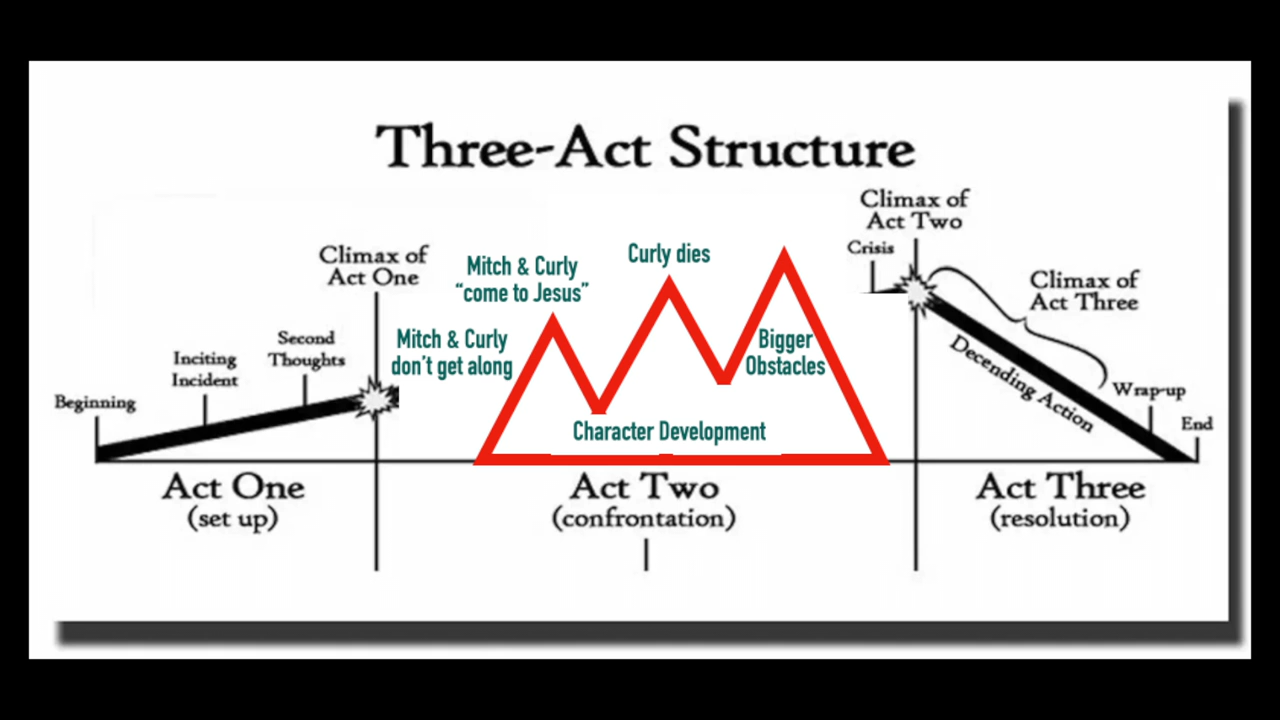 Three-Act Structure
Beginning
Inciting
Incident
Second
Thoughts
Climax of
Act One
Mitch & Curly
don't get along
Mitch & Curly
“come to Jesus”
Curly dies
Bigger
Obstacles
Character Development
Crisis
Climax of
Act Two
Climax of
Act Three
Decending Action
Wrap-up
End
Act One
(set up)
Act Two
(confrontation)
Act Three
(resolution)